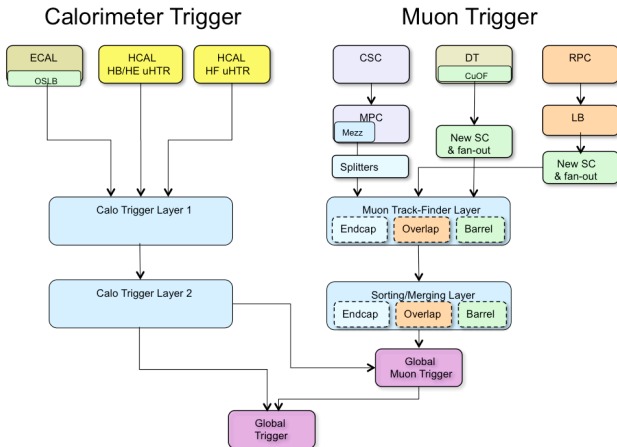 Calorimeter Trigger
Muon Trigger
ECAL
OSLB
HCAL
HB/HE uHTR
HCAL
HF uHTR
CSC
DT
CuOF
RPC
MPC
Mezz
LB
New SC
& fan-out
Splitters
New SC
& fan-out
Calo Trigger Layer 1
Muon Track-Finder Layer
Endcap
Overlap
Barrel
Calo Trigger Layer 2
Sorting/Merging Layer
Endcap
Overlap
Barrel
Global
Muon Trigger
Global
Trigger